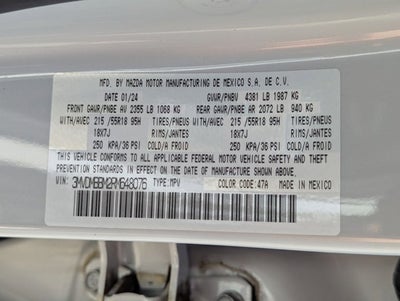 MFD. BY MAZDA MOTOR MANUFACTURING DE MEXICO S.A. DE C.V.
DATE 01/24 GVWR/PNBV 4381 LB 1987 KG
FRONT GAWR/PNBE AV 2355 LB 1068 KG REAR GAWR/PNBE AR 2072 LB 940 KG
WITH/AVEC 215/55R18 95H TIRES/PNEU WITH/AVEC 215/55R18 95H TIRES/PNEU
18X7J RIMS/JANTES 18X7J RIMS/JANTES
250 KPA/36 PSI COLD/A FROID 250 KPA/36 PSI COLD/A FROID
THIS VEHICLE CONFORMS TO ALL APPLICABLE FEDERAL MOTOR VEHICLE SAFETY AND THEFT
PREVENTION STANDARDS IN EFFECT ON THE DATE OF MANUFACTURE SHOWN ABOVE.
VIN: TYPE: MPV COLOR CODE: 47A MADE IN MEXICO